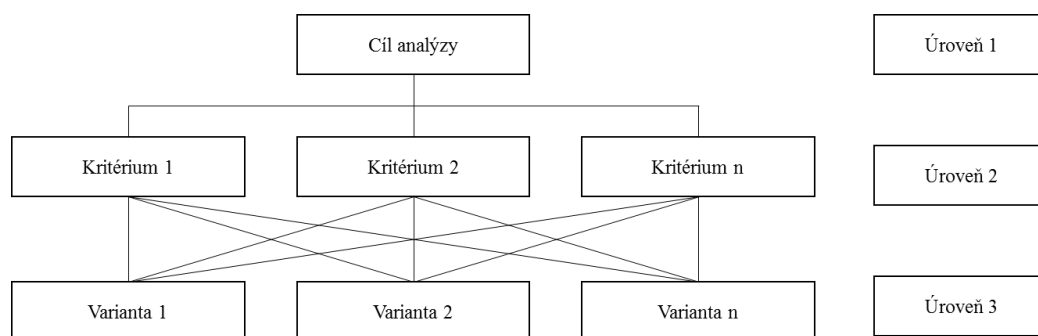 Cíl analýzy
Úroveň 1
Kritérium 1
Kritérium 2
Kritérium n
Úroveň 2
Varianta 1
Varianta 2
Varianta n
Úroveň 3